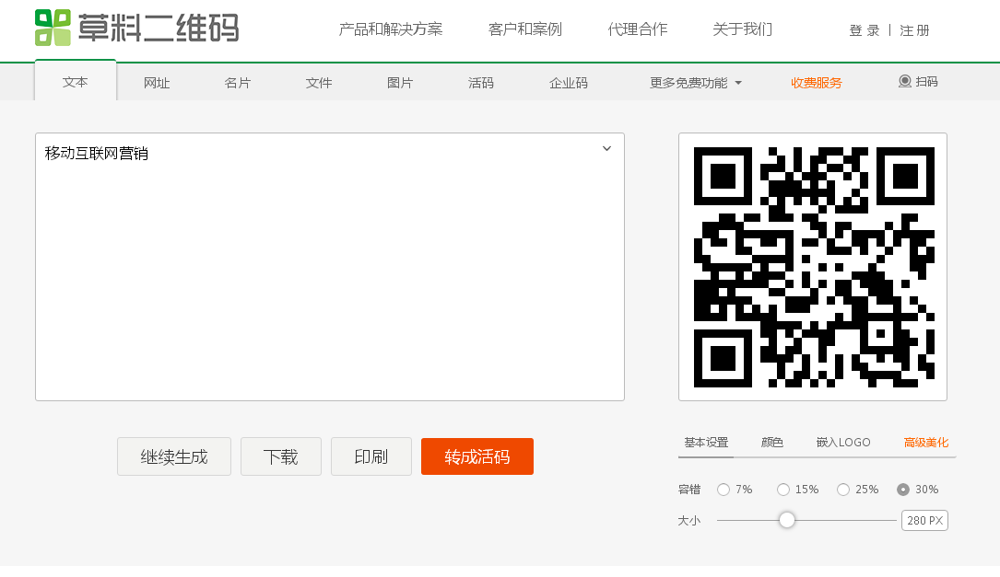 草料二维码
产品和解决方案 客户和案例 代理合作 关于我们 登 录 | 注 册
文本 网址 名片 文件 图片 活码 企业码 更多免费功能 收费服务 扫码
移动互联网营销
继续生成 下载 印刷 转成活码
基本设置 颜色 嵌入LOGO 高级美化
容错 7% 15% 25% 30%
大小 280 PX